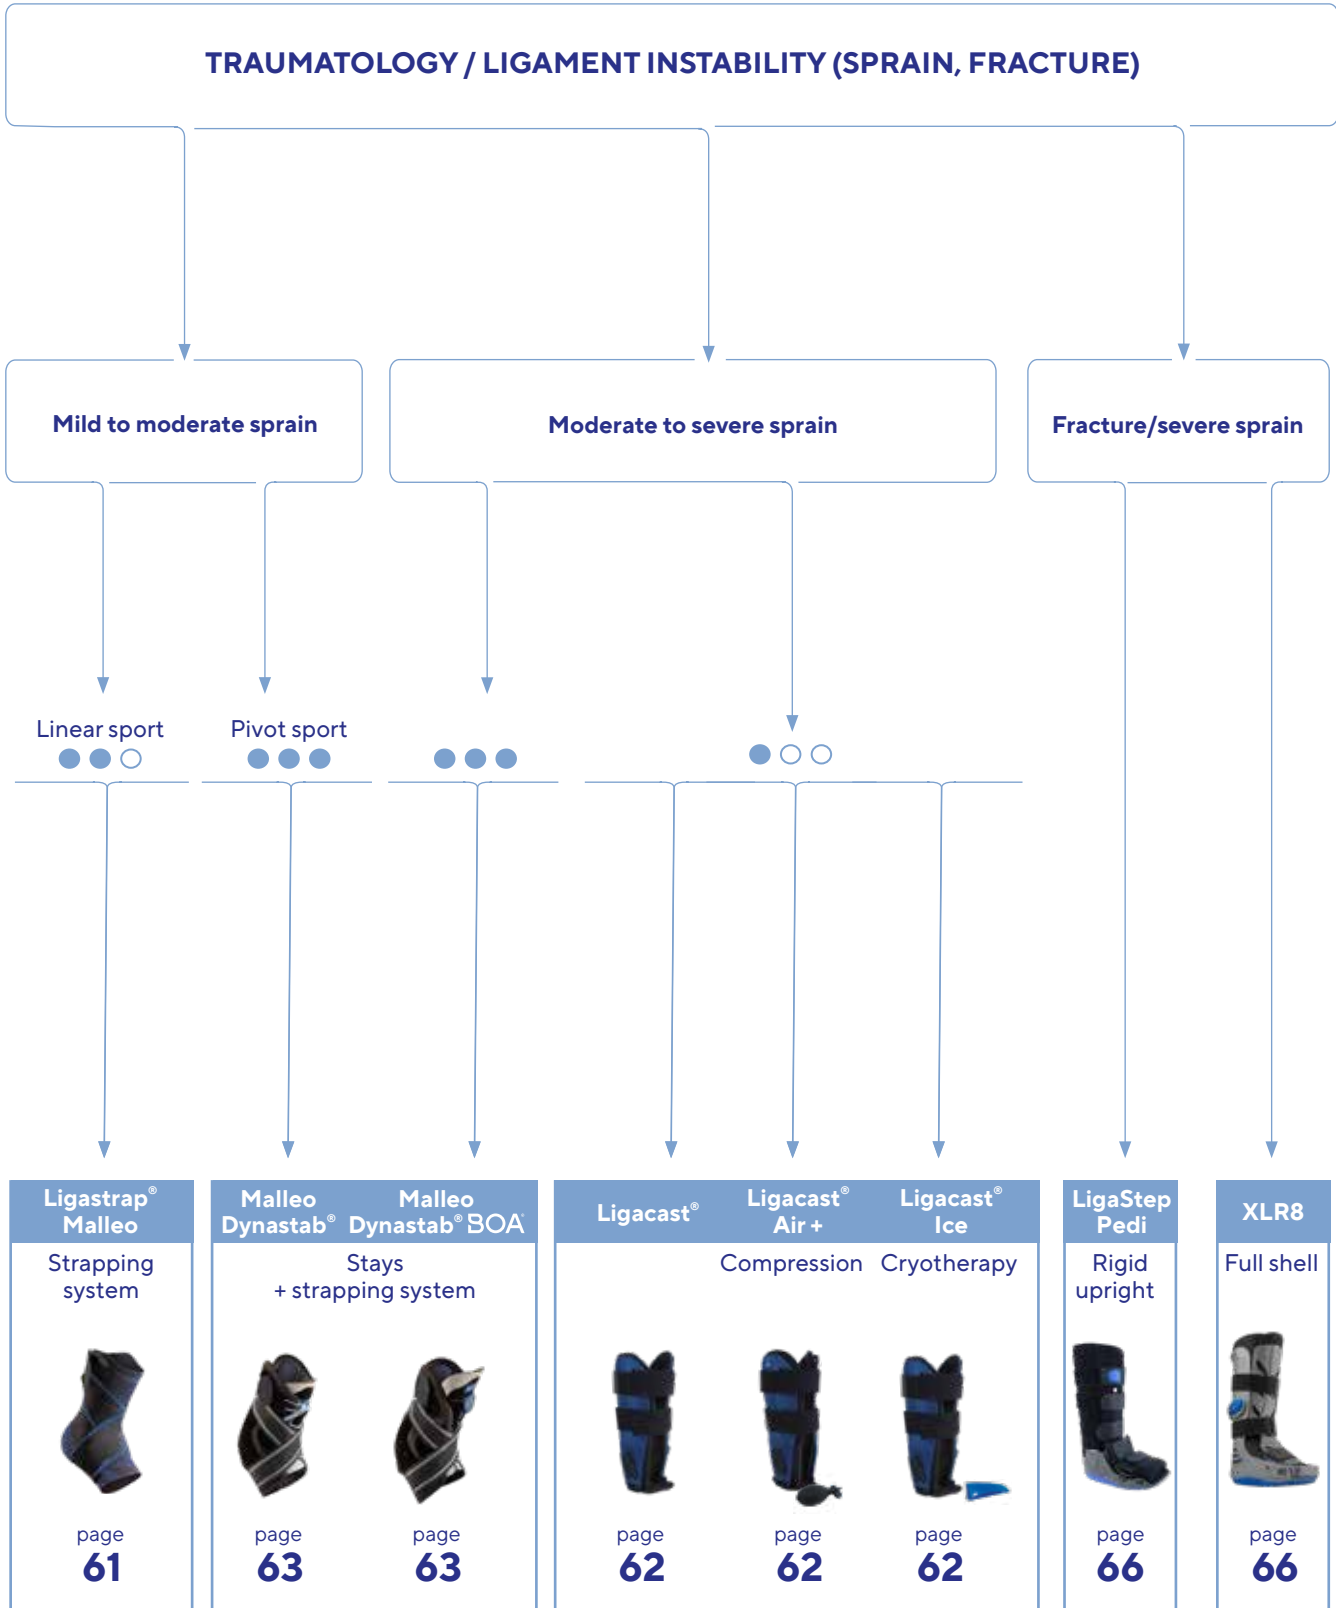 TRAUMATOLOGY / LIGAMENT INSTABILITY (SPRAIN, FRACTURE)
Mild to moderate sprain
Moderate to severe sprain
Fracture/severe sprain
Linear sport
Pivot sport
Ligastrap®
Malleo
Strapping
system
page
61
Malleo
Dynastab®
Malleo
Dynastab® BOA
Stays
+ strapping system
page
63
page
63
Ligacast®
page
62
Ligacast®
Air +
Compression
page
62
Ligacast®
Ice
Cryotherapy
page
62
LigaStep
Pedi
Rigid
upright
page
66
XLR8
Full shell
page
66